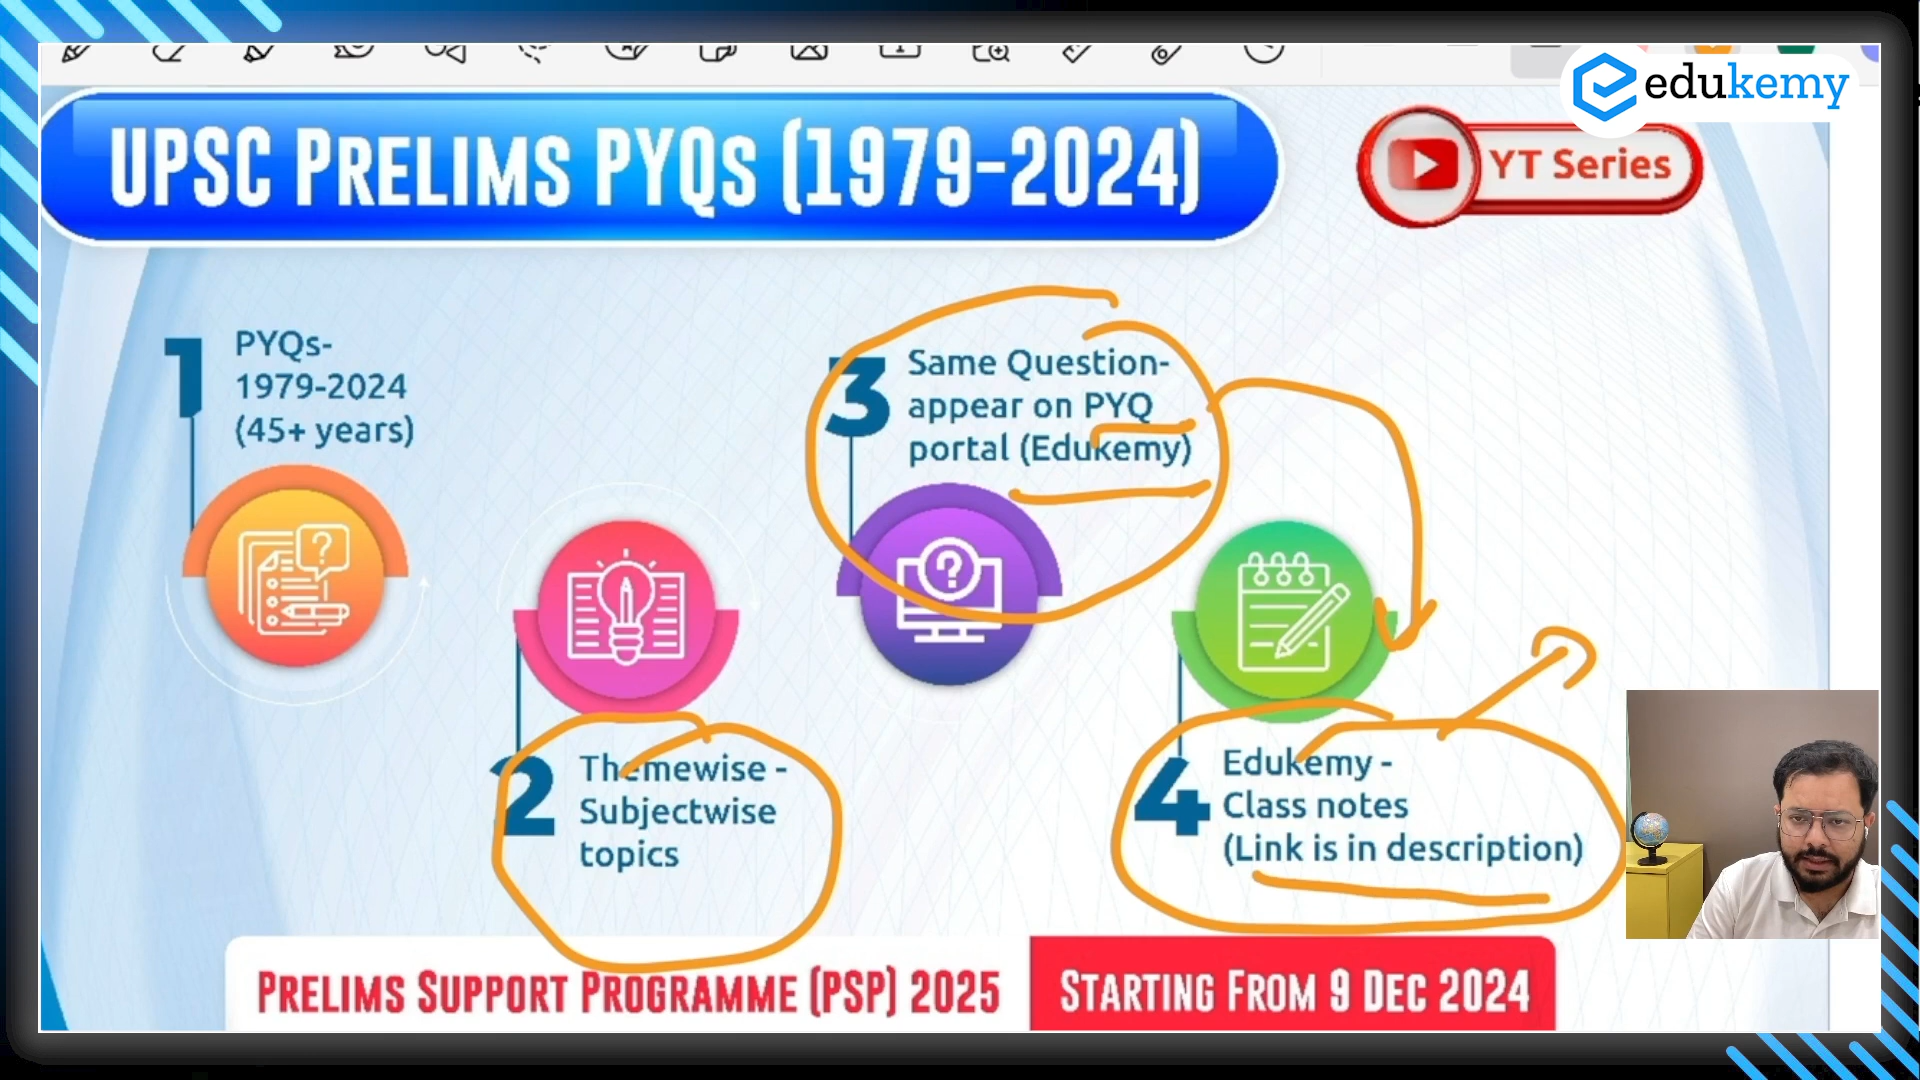 edukemy
UPSC PRELIMS PYQS (1979-2024)
YT Series
1
PYQs-
1979-2024
(45+ years)
2
Themewise -
Subjectwise
topics
3
Same Question-
appear on PYQ
portal (Edukemy)
4
Edukemy -
Class notes
(Link is in description)
PRELIMS SUPPORT PROGRAMME (PSP) 2025
STARTING FROM 9 DEC 2024